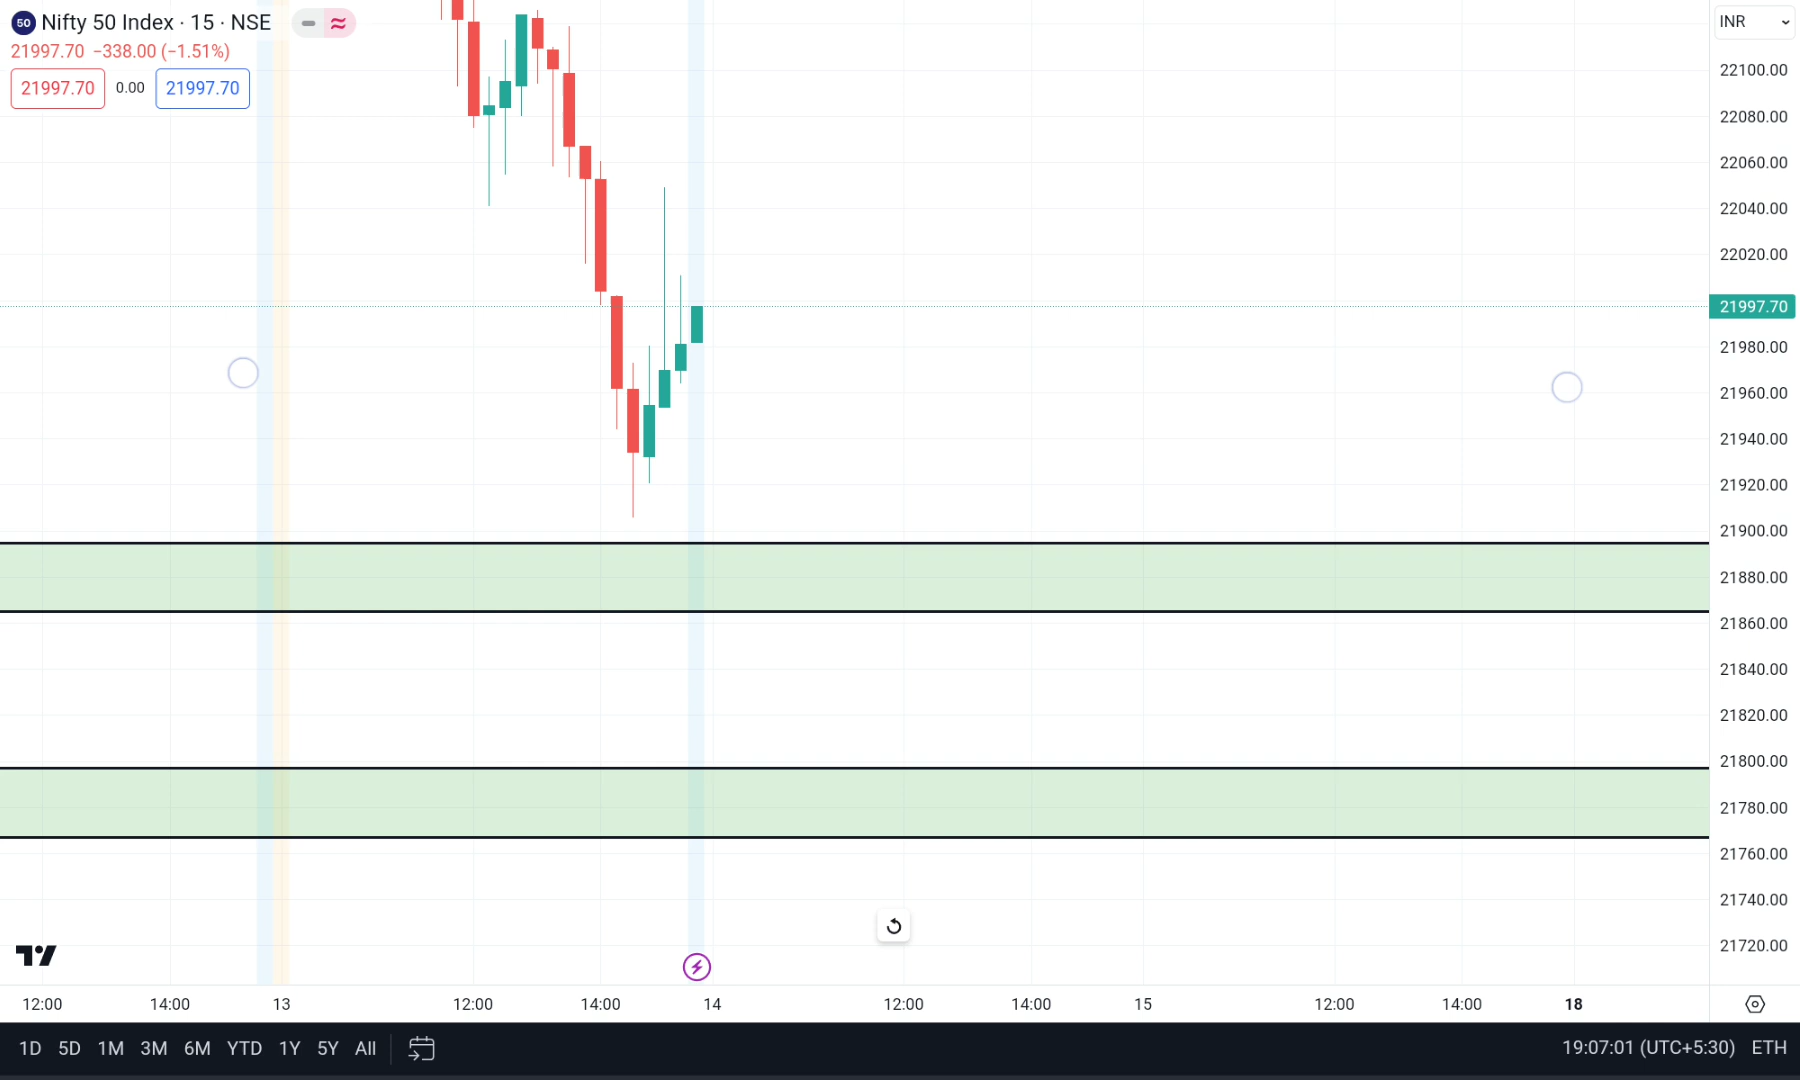 50 Nifty 50 Index · 15 · NSE
21997.70 −338.00 (−1.51%)
21997.70 0.00 21997.70
INR
22100.00
22080.00
22060.00
22040.00
22020.00
21997.70
21980.00
21960.00
21940.00
21920.00
21900.00
21880.00
21860.00
21840.00
21820.00
21800.00
21780.00
21760.00
21740.00
21720.00
12:00 14:00 13 12:00 14:00 14 12:00 14:00 15 12:00 14:00 18
1D 5D 1M 3M 6M YTD 1Y 5Y All
19:07:01 (UTC+5:30) ETH